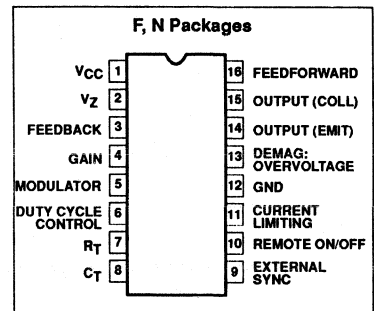 F, N Packages
VCC 1
VZ 2
FEEDBACK 3
GAIN 4
MODULATOR 5
DUTY CYCLE
CONTROL 6
RT 7
CT 8
16 FEEDFORWARD
15 OUTPUT (COLL)
14 OUTPUT (EMIT)
13 DEMAG:
OVERVOLTAGE
12 GND
11 CURRENT
LIMITING
10 REMOTE ON/OFF
9 EXTERNAL
SYNC